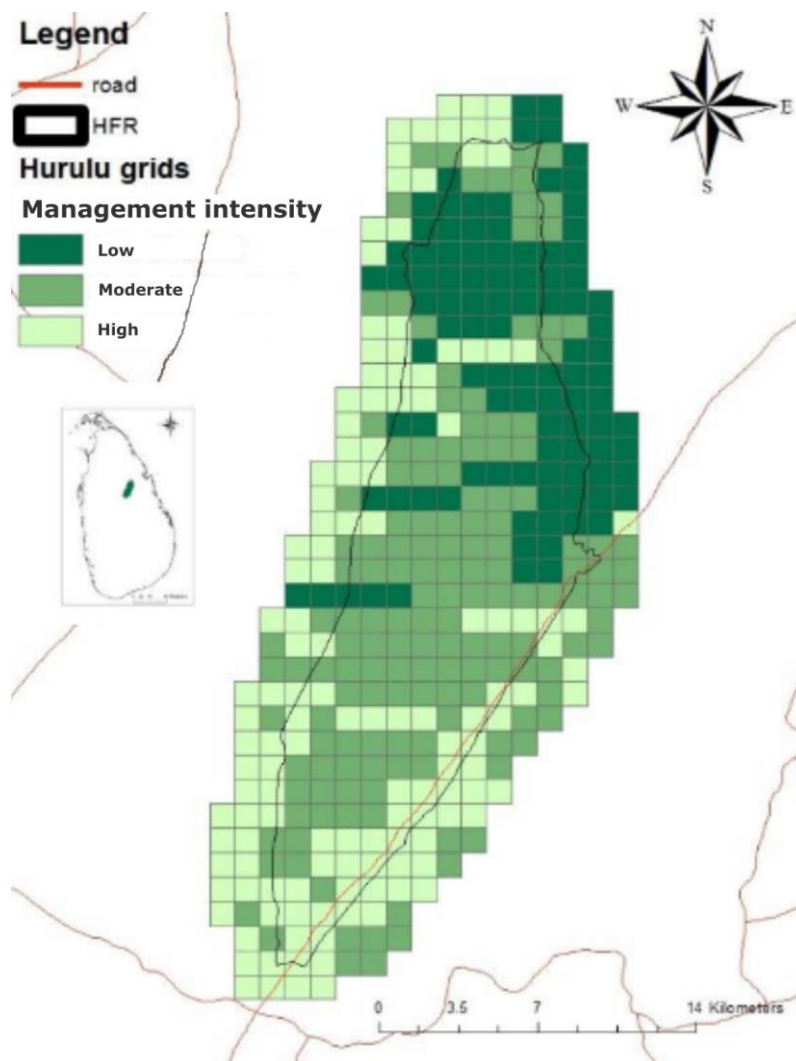 Legend
road
HFR
Hurulu grids
Management intensity
Low
Moderate
High
N
W
E
S
0 3.5 7 14 Kilometers